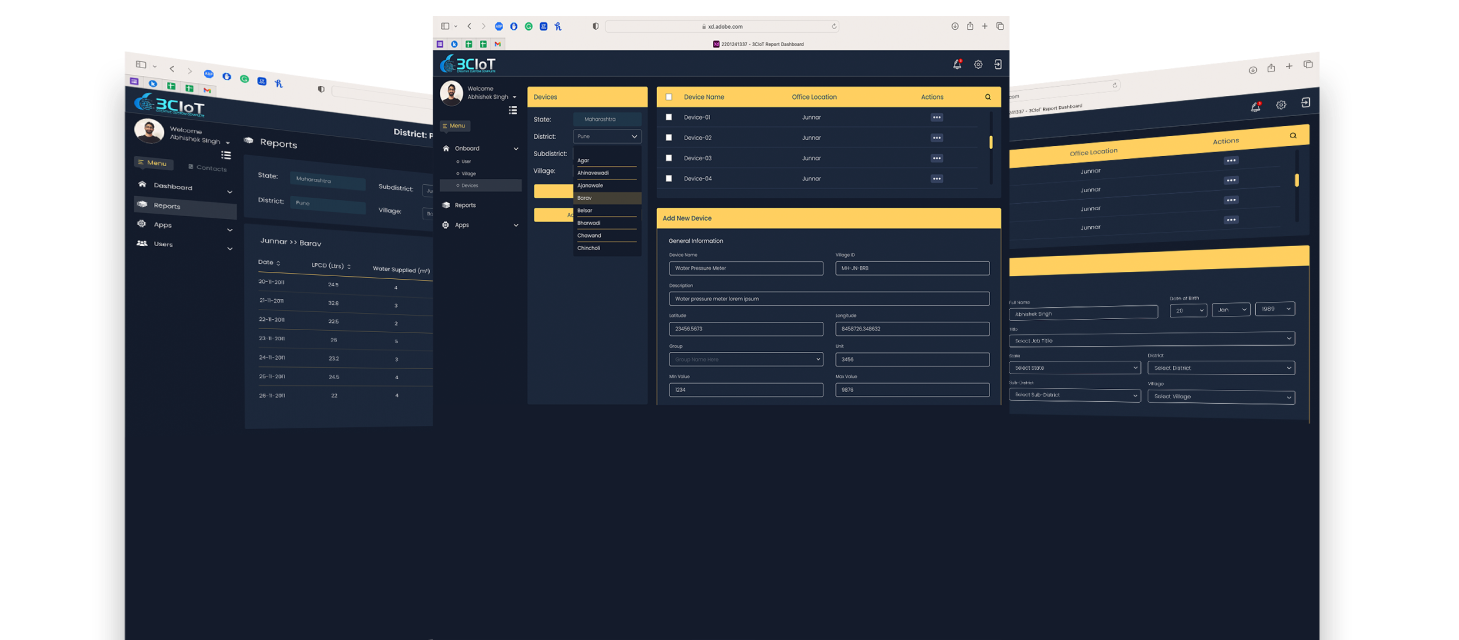 xd.adobe.com
2201241337 - 3CIoT Report Dashboard
3CIoT
Welcome
Abhishek Singh
Menu
Onboard
User
Village
Devices
Reports
Apps
Devices
State: Maharashtra
District: Pune
Subdistrict:
Village:
Agar
Ahinavewadi
Ajanawale
Barav
Belsar
Bharwadi
Chawand
Chincholi
Device Name Office Location Actions
Device-01 Junnar
Device-02 Junnar
Device-03 Junnar
Device-04 Junnar
Add New Device
General Information
Device Name Village ID
Water Pressure Meter MH-JN-BRB
Description
Water pressure meter lorem ipsum
Latitude Longitude
23456.5673 8458726.348632
Group Unit
Group Name Here 3456
Min Value Max Value
1234 9876
3CIoT
Welcome
Abhishek Singh
Menu Contacts
Dashboard
Reports
Apps
Users
Reports
District:
State: Maharashtra Subdistrict:
District: Pune Village:
Junnar >> Barav
Date LPCD (Ltrs) Water Supplied (m³)
20-11-2011 24.5 4
21-11-2011 32.6 3
22-11-2011 22.5 2
23-11-2011 25 5
24-11-2011 23.2 3
25-11-2011 24.5 4
26-11-2011 22 4
3CIoT Report Dashboard
Office Location Actions
Junnar
Junnar
Junnar
Junnar
Full Name Date of Birth
Abhishek Singh Jan 1989
Title
Select Job Title
State District
Select State Select District
Sub District Village
Select Sub-District Select Village